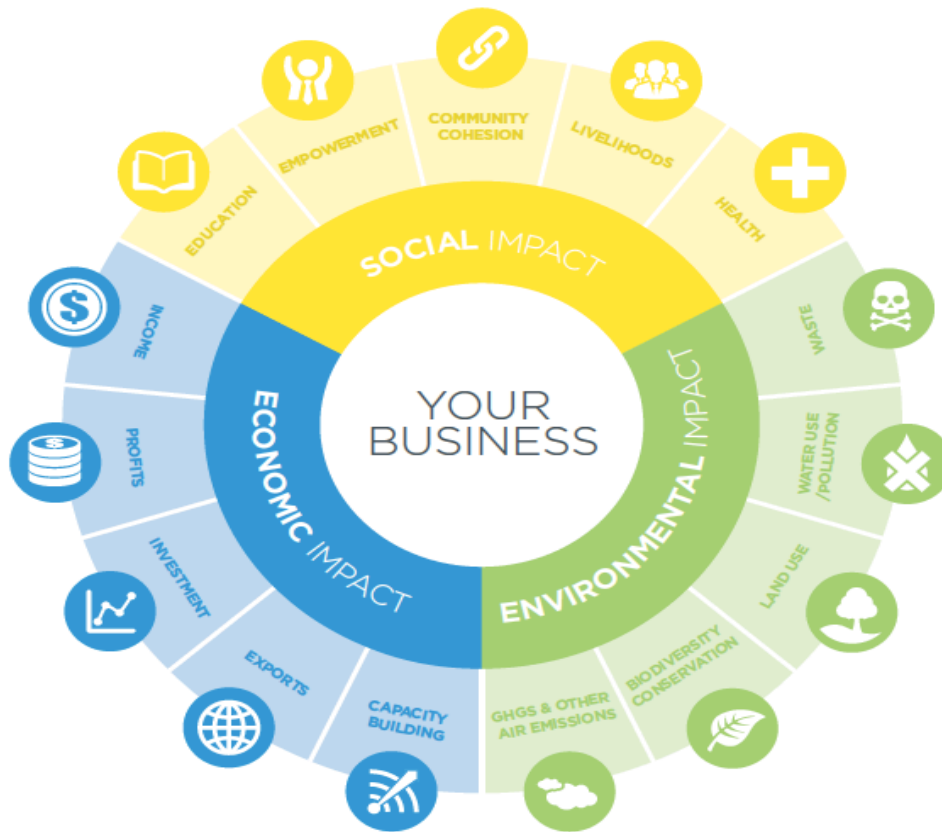 COMMUNITY
COHESION
EMPOWERMENT
LIVELIHOODS
EDUCATION
HEALTH
SOCIAL IMPACT
INCOME
WASTE
YOUR
BUSINESS
ECONOMIC IMPACT
ENVIRONMENTAL IMPACT
PROFITS
WATER USE
/POLLUTION
INVESTMENT
LAND USE
EXPORTS
BIODIVERSITY
CONSERVATION
CAPACITY
BUILDING
GHGS & OTHER
AIR EMISSIONS
$
$